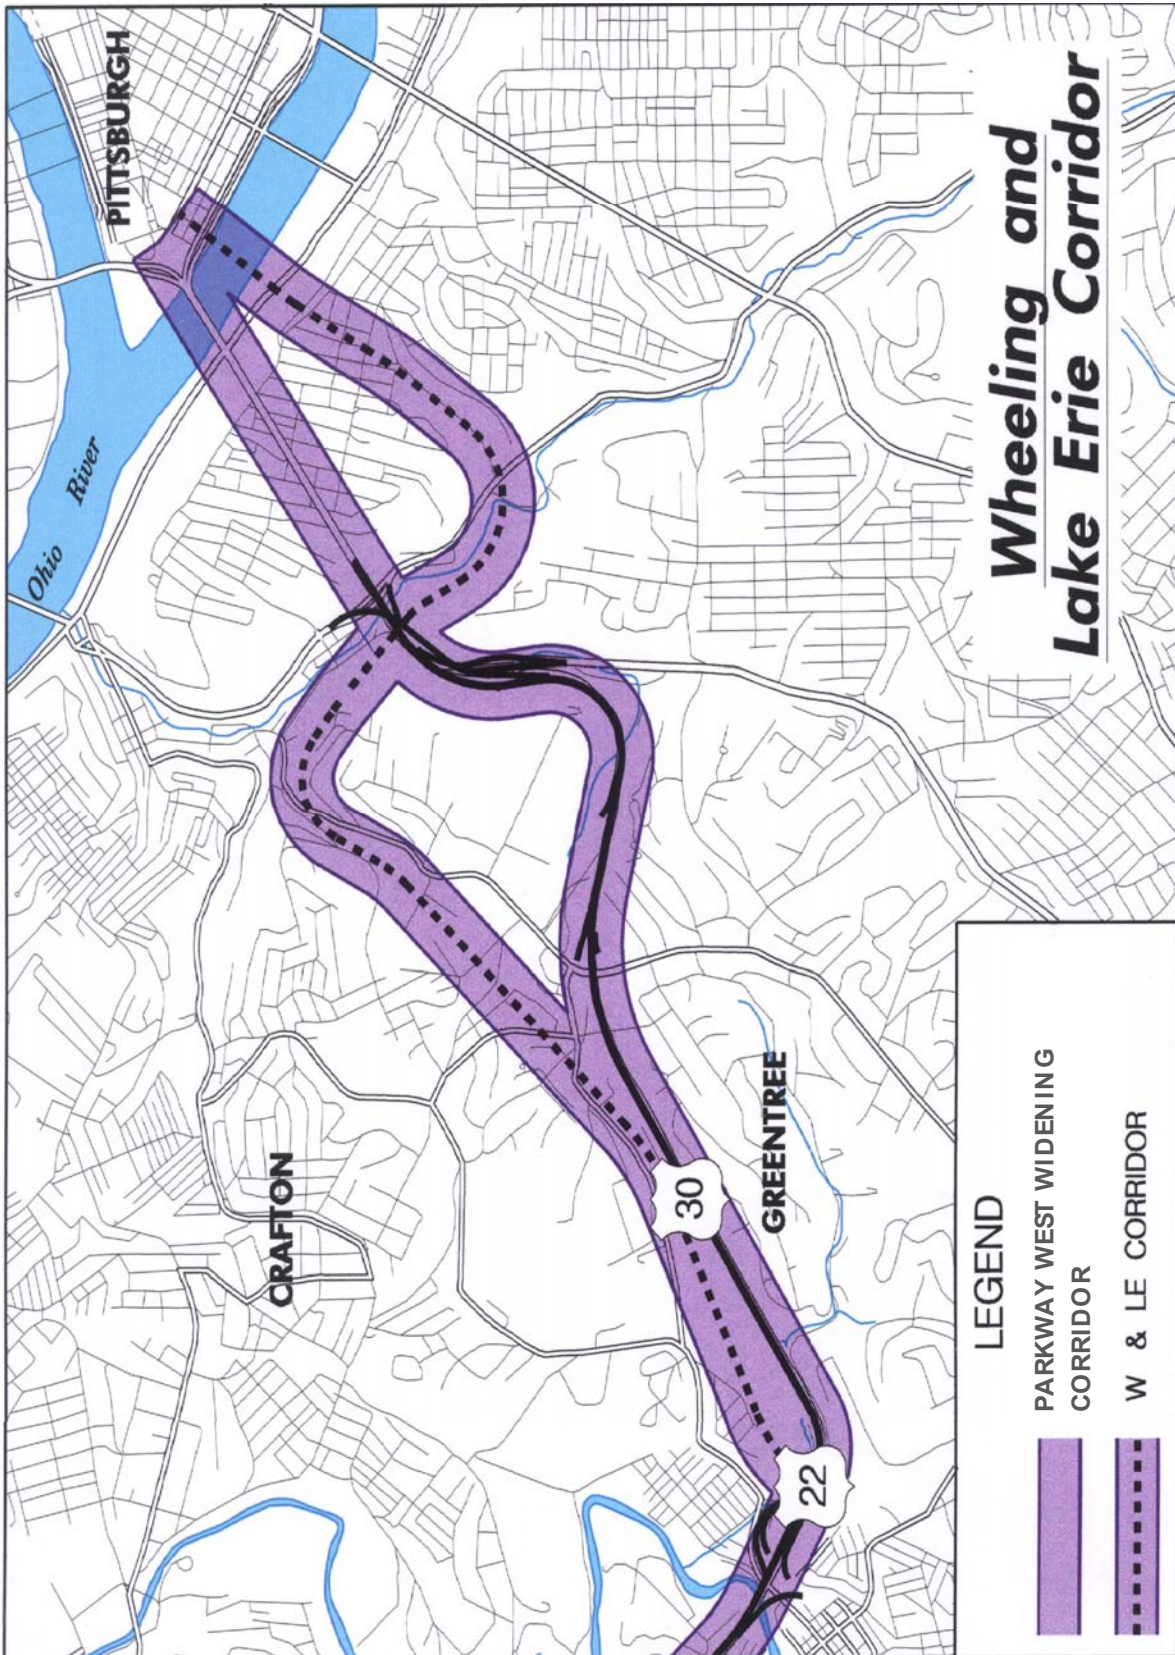 PITTSBURGH
Ohio River
CRAFTON
GREENTREE
30
22
Wheeling and
Lake Erie Corridor
LEGEND
PARKWAY WEST WIDENING
CORRIDOR
W & LE CORRIDOR